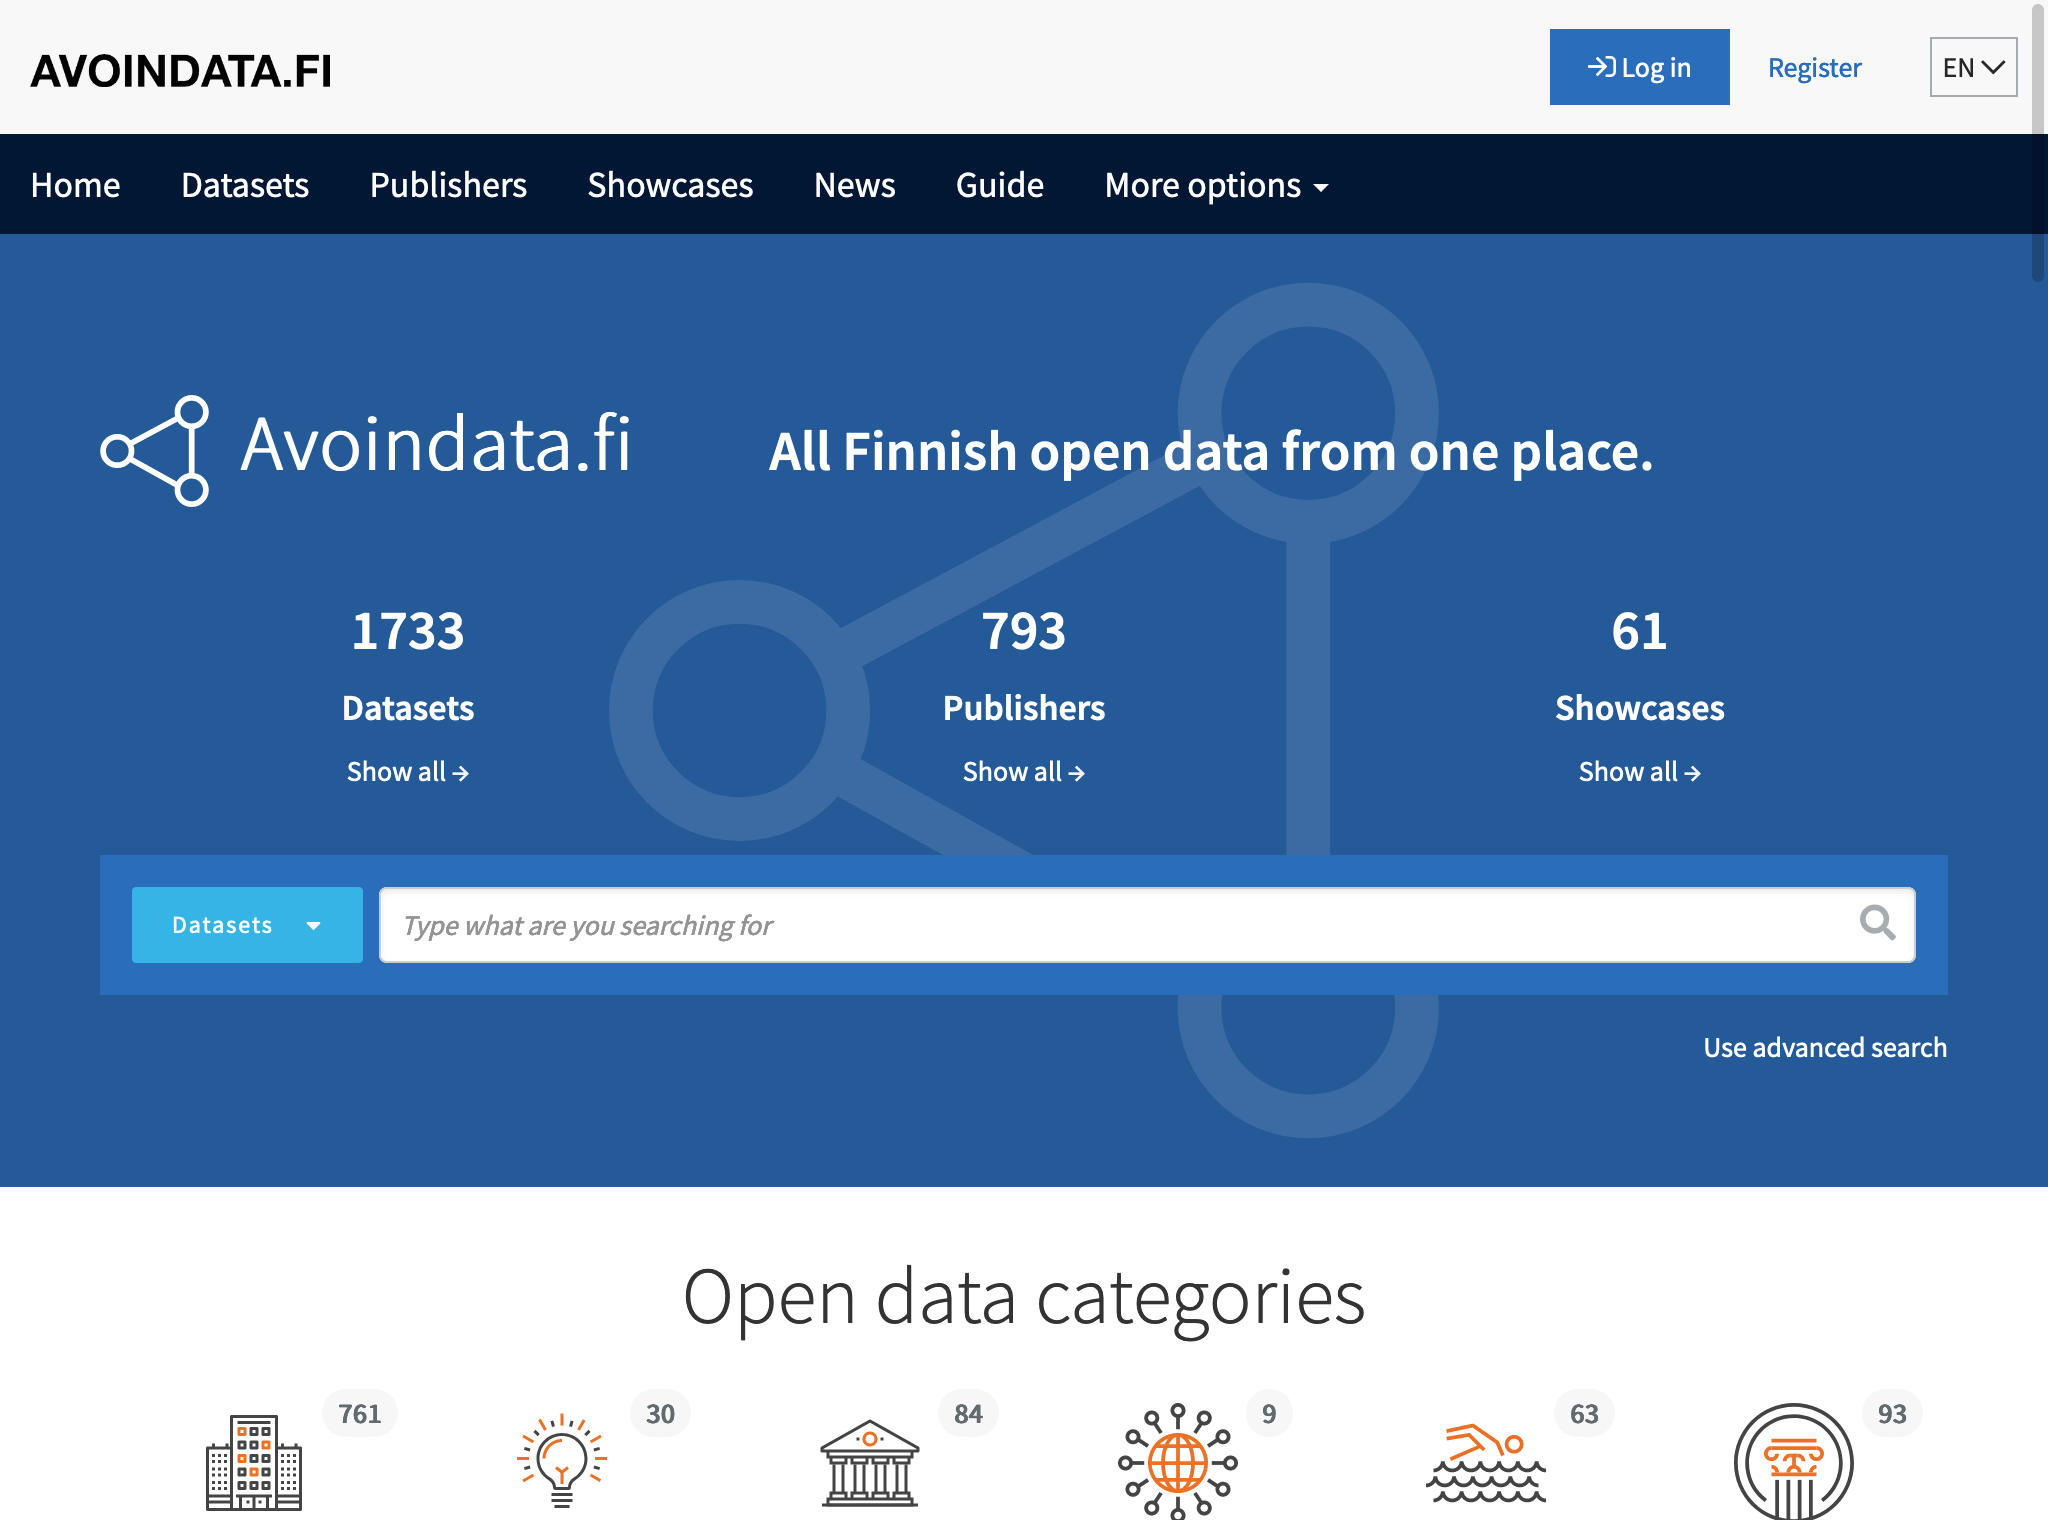 AVOINDATA.FI
Log in
Register
EN
Home
Datasets
Publishers
Showcases
News
Guide
More options
Avoindata.fi
All Finnish open data from one place.
1733
Datasets
Show all →
793
Publishers
Show all →
61
Showcases
Show all →
Datasets
Type what are you searching for
Use advanced search
Open data categories
761
30
84
9
63
93